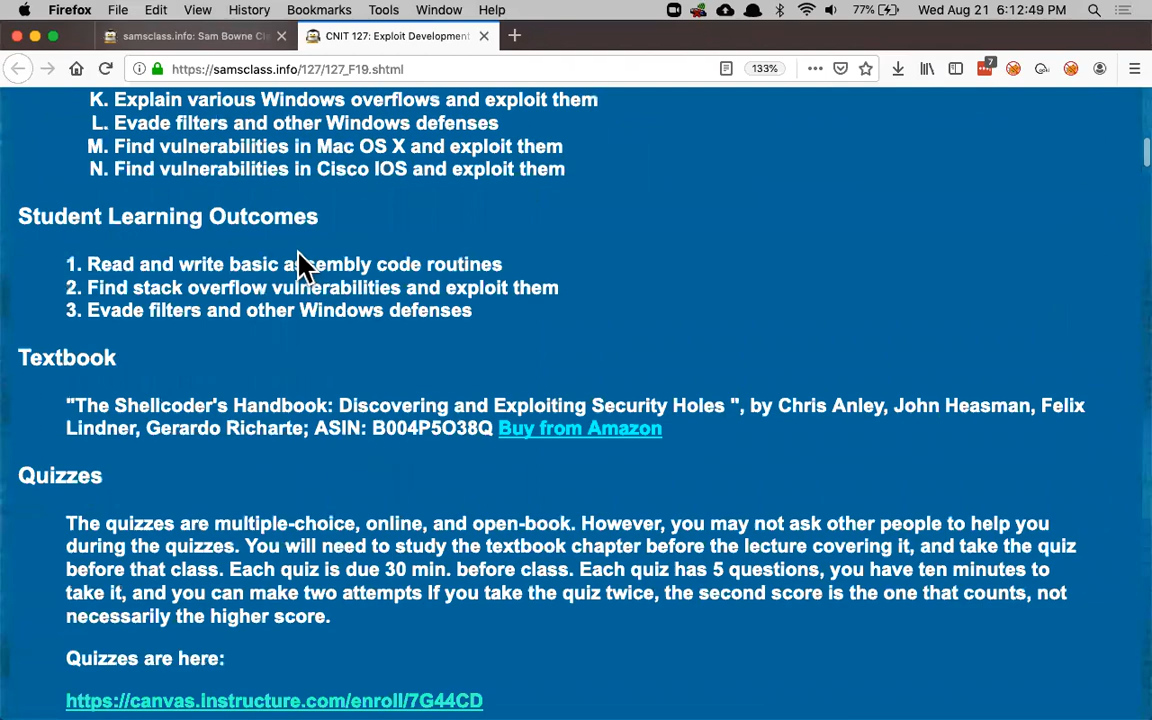 Firefox File Edit View History Bookmarks Tools Window Help 77% Wed Aug 21 6:12:49 PM
samsclass.info: Sam Bowne Cl CNIT 127: Exploit Development
https://samsclass.info/127/127_F19.shtml 133% 7
K. Explain various Windows overflows and exploit them
L. Evade filters and other Windows defenses
M. Find vulnerabilities in Mac OS X and exploit them
N. Find vulnerabilities in Cisco IOS and exploit them
Student Learning Outcomes
1. Read and write basic assembly code routines
2. Find stack overflow vulnerabilities and exploit them
3. Evade filters and other Windows defenses
Textbook
"The Shellcoder's Handbook: Discovering and Exploiting Security Holes ", by Chris Anley, John Heasman, Felix
Lindner, Gerardo Richarte; ASIN: B004P5O38Q Buy from Amazon
Quizzes
The quizzes are multiple-choice, online, and open-book. However, you may not ask other people to help you
during the quizzes. You will need to study the textbook chapter before the lecture covering it, and take the quiz
before that class. Each quiz is due 30 min. before class. Each quiz has 5 questions, you have ten minutes to
take it, and you can make two attempts If you take the quiz twice, the second score is the one that counts, not
necessarily the higher score.
Quizzes are here:
https://canvas.instructure.com/enroll/7G44CD